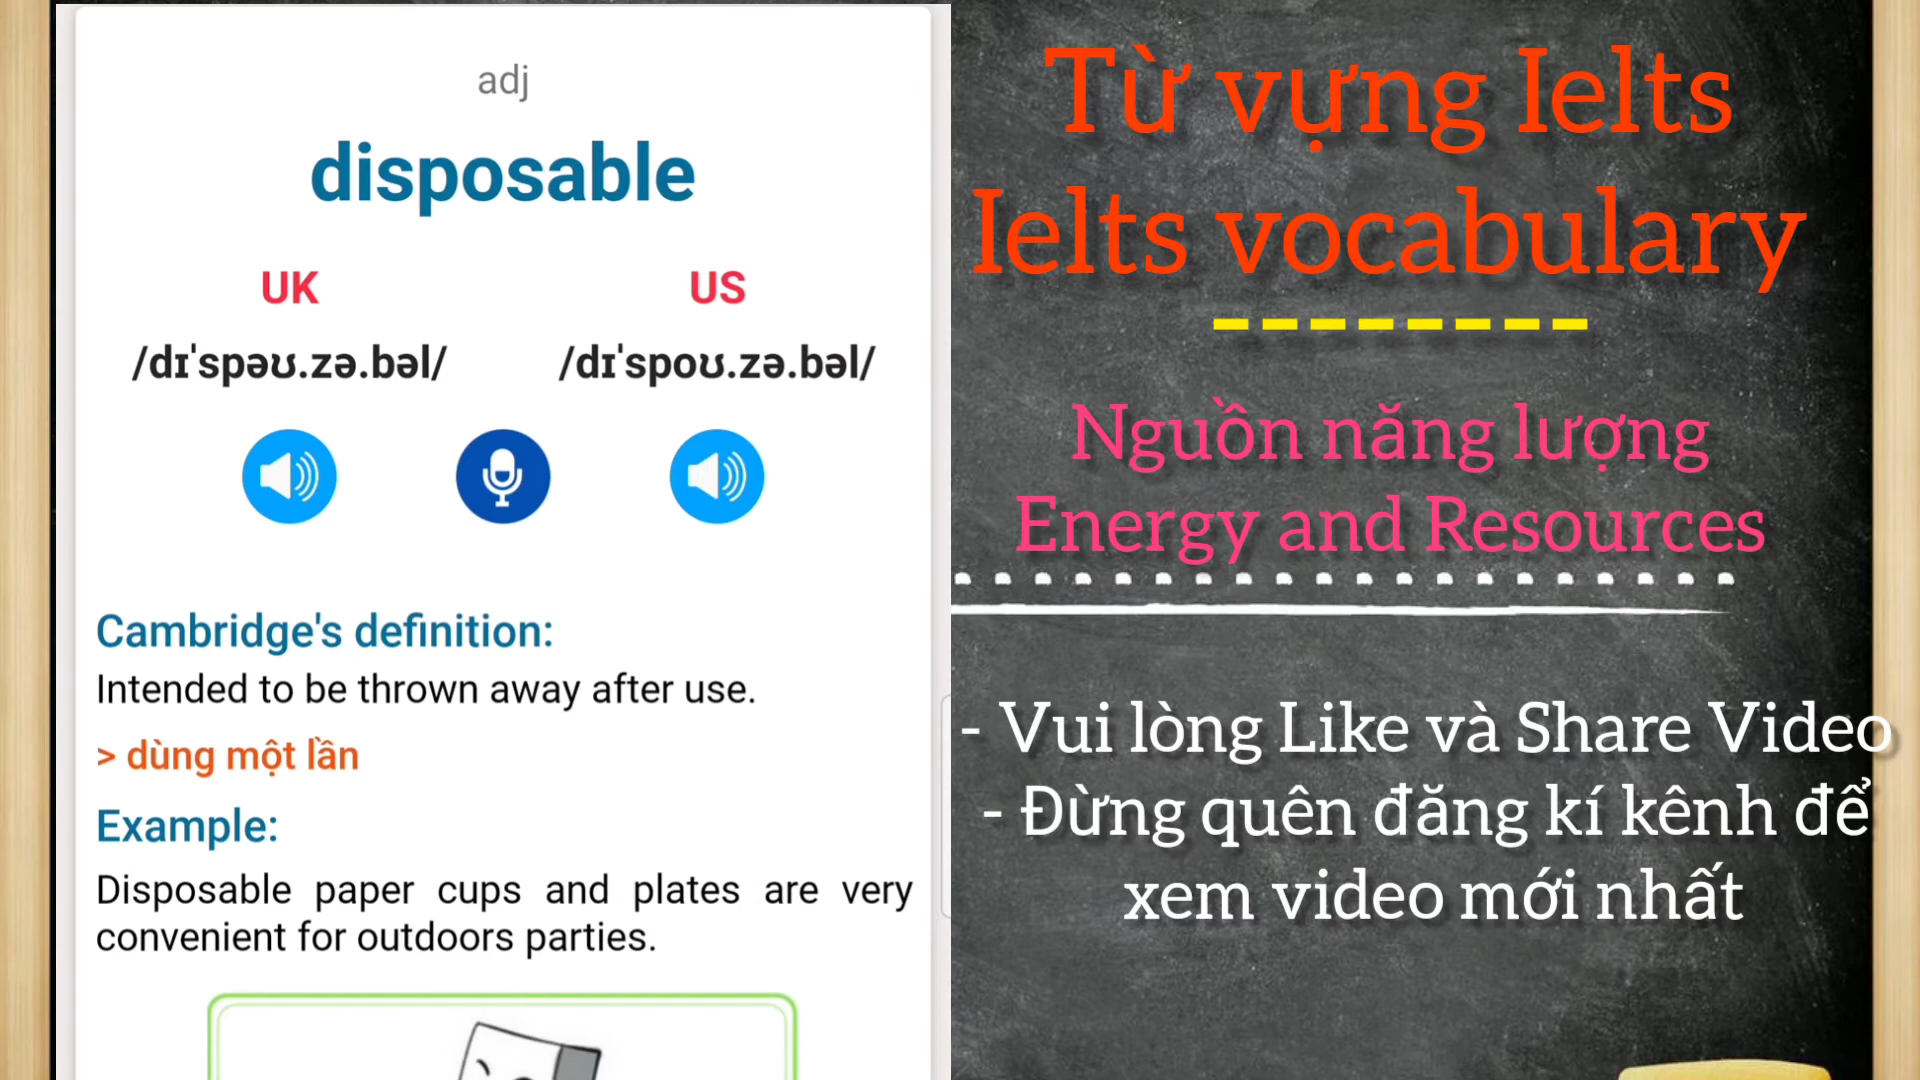 adj
disposable
UK US
/dɪˈspəʊ.zə.bəl/ /dɪˈspoʊ.zə.bəl/
Cambridge's definition:
Intended to be thrown away after use.
> dùng một lần
Example:
Disposable paper cups and plates are very
convenient for outdoors parties.
Từ vựng Ielts
Ielts vocabulary
Nguồn năng lượng
Energy and Resources
- Vui lòng Like và Share Video
- Đừng quên đăng kí kênh để
xem video mới nhất